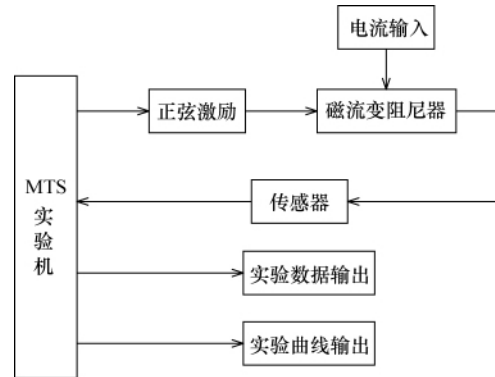 电流输入
正弦激励
磁流变阻尼器
MTS
实
验
机
传感器
实验数据输出
实验曲线输出